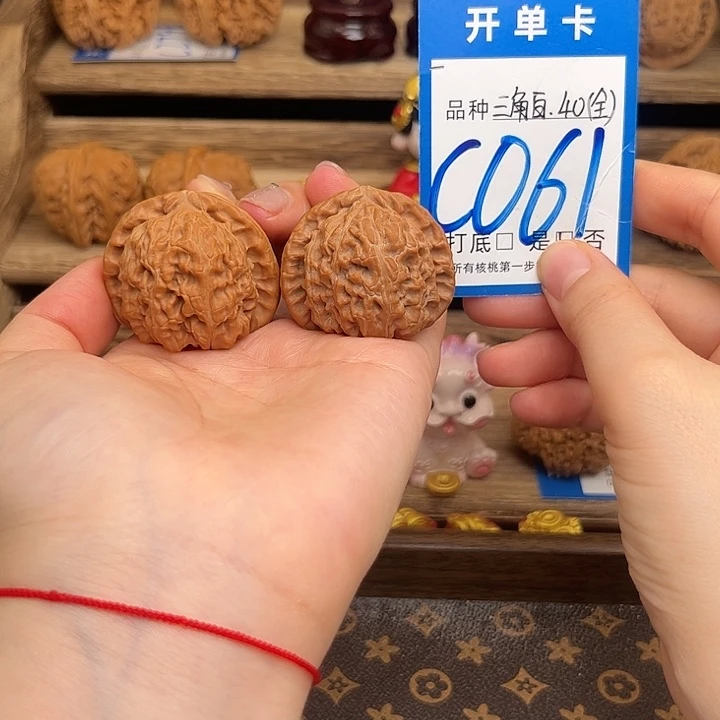 开单卡
品种 三角瓦.40(全)
C061
打底□ 是□否
所有核桃第一步